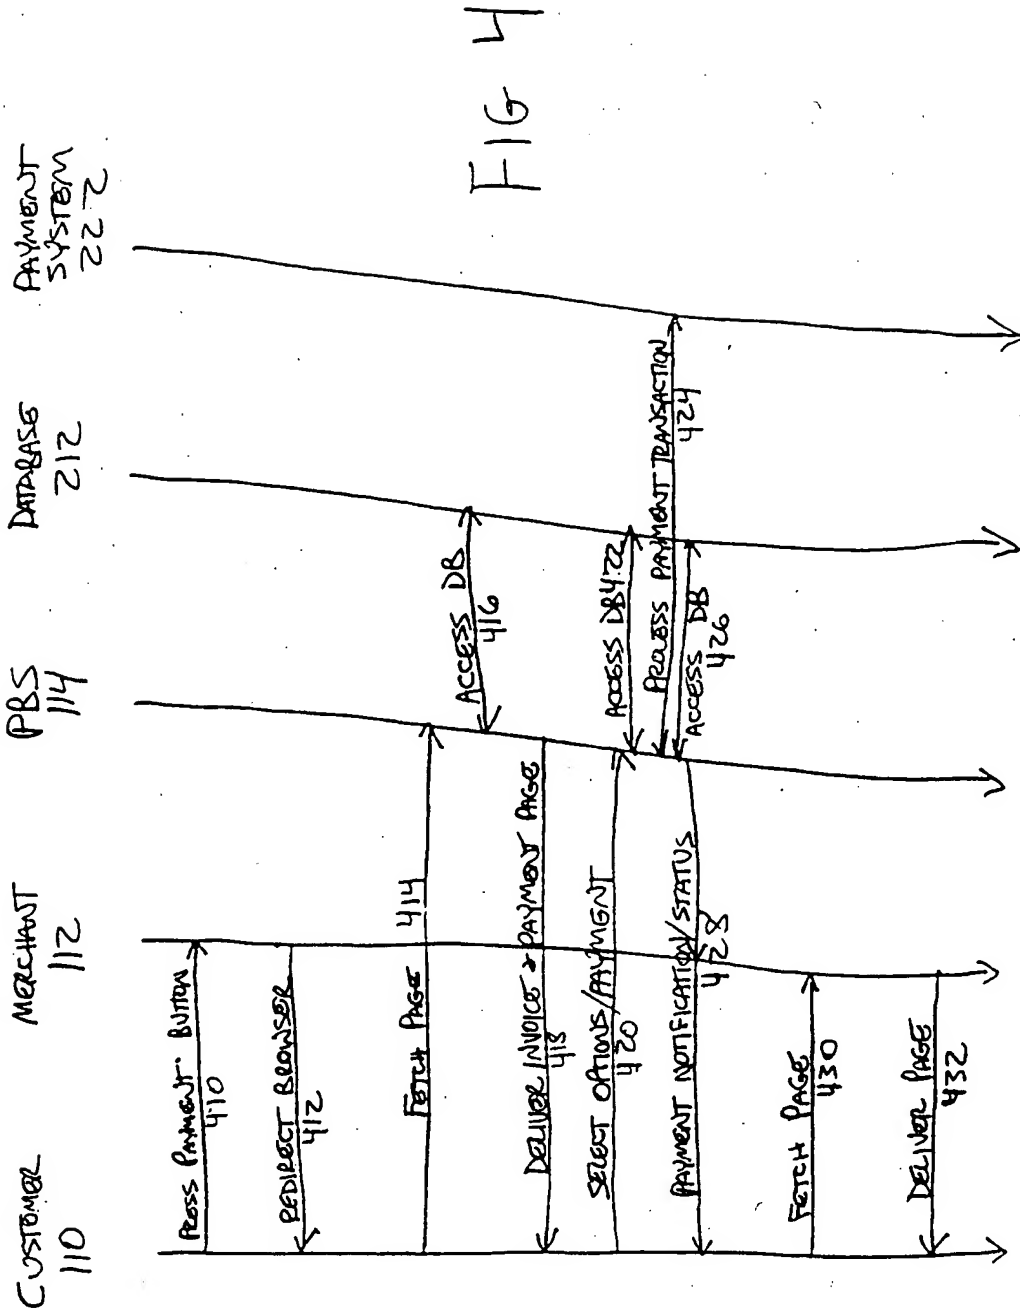 CUSTOMER
110
MERCHANT
112
PBS
114
DATABASE
212
PAYMENT
SYSTEM
222
PRESS PAYMENT BUTTON
410
REDIRECT BROWSER
412
FETCH PAGE 414
ACCESS DB
416
DELIVER INVOICE & PAYMENT PAGE
418
SELECT OPTIONS/PAYMENT
420
ACCESS DB 422
PROCESS PAYMENT TRANSACTION
424
ACCESS DB
426
PAYMENT NOTIFICATION/STATUS
428
FETCH PAGE
430
DELIVER PAGE
432
FIG 4